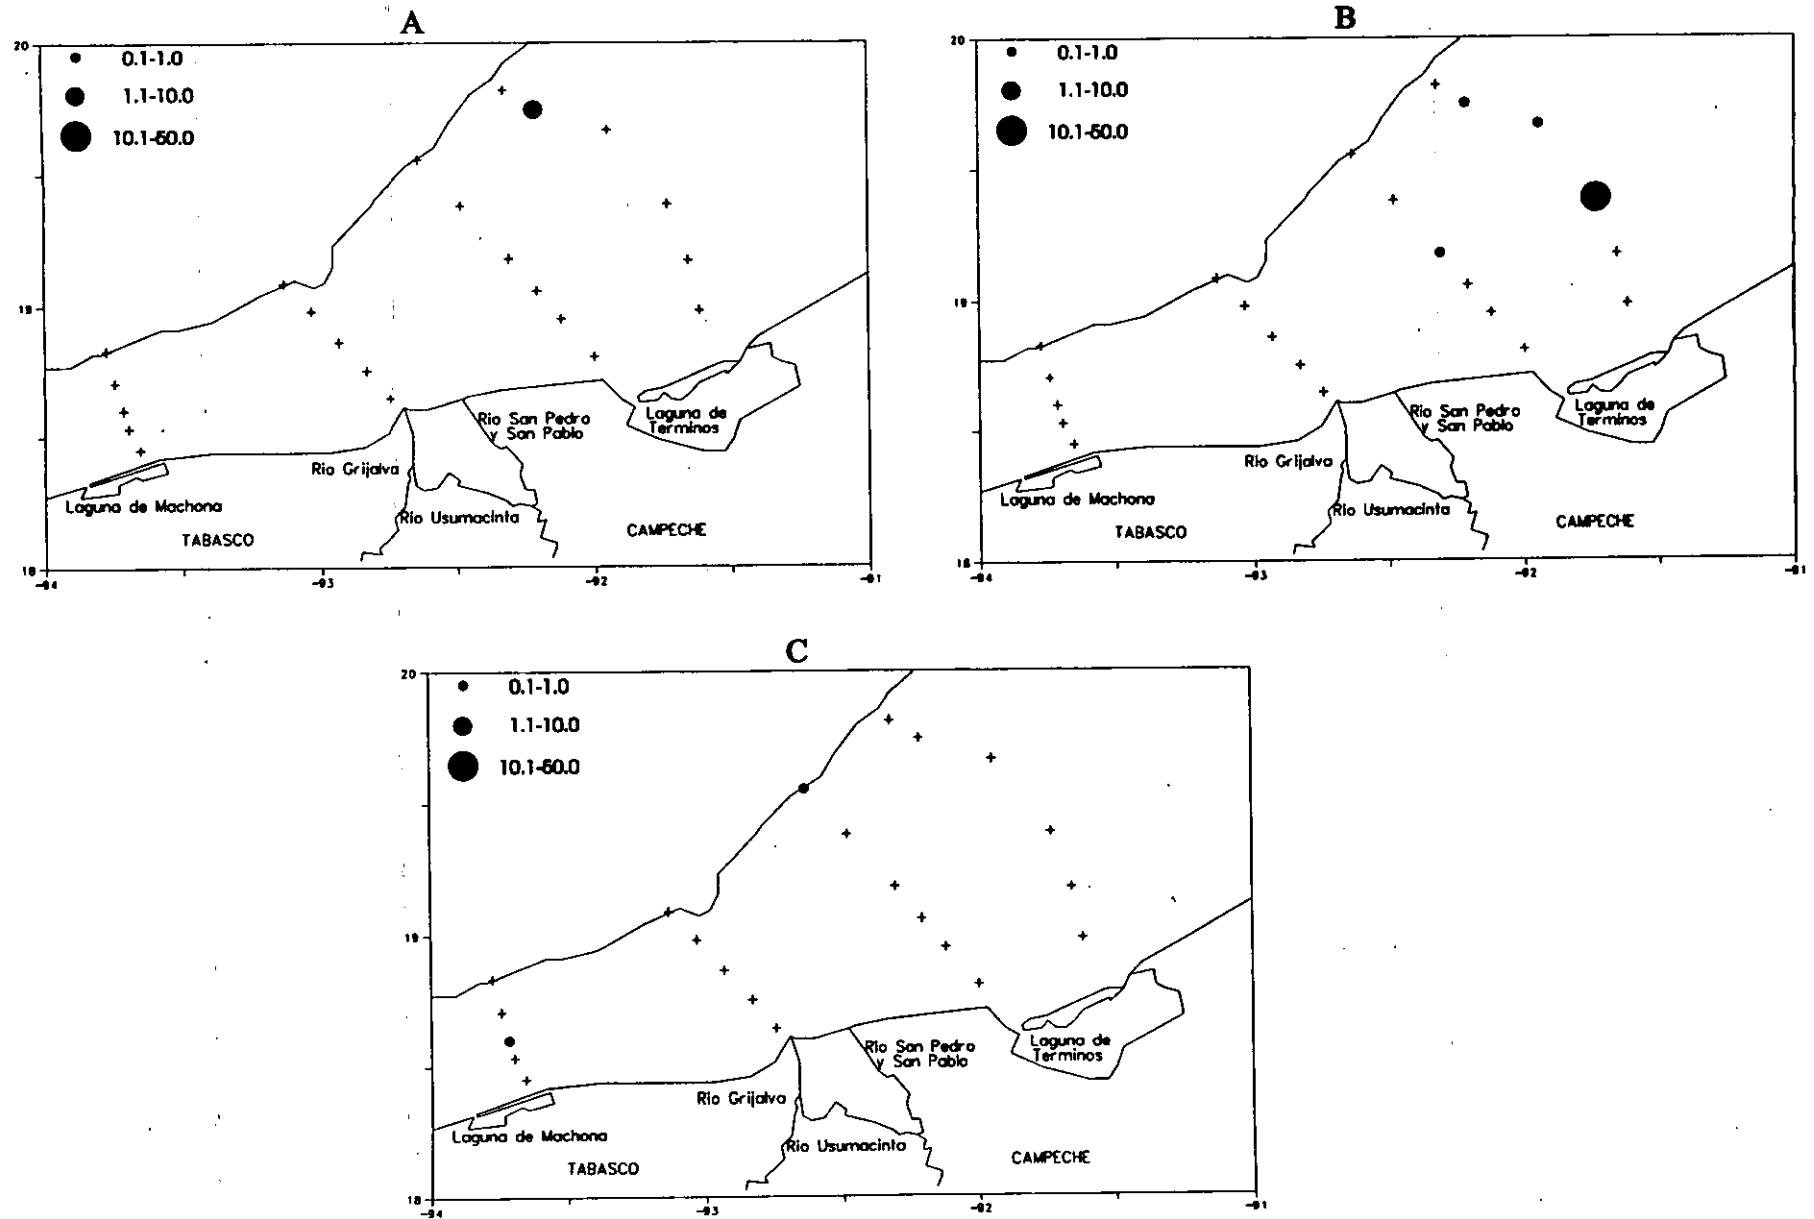 A
20
0.1-1.0
1.1-10.0
10.1-50.0
19
Rio San Pedro
y San Pablo
Laguna de
Terminos
Rio Grijalva
Laguna de Machona
Rio Usumacinta
TABASCO
CAMPECHE
18
-94
-93
-92
-91
B
20
0.1-1.0
1.1-10.0
10.1-50.0
19
Rio San Pedro
y San Pablo
Laguna de
Terminos
Rio Grijalva
Laguna de Machona
Rio Usumacinta
TABASCO
CAMPECHE
18
-94
-93
-92
-91
C
20
0.1-1.0
1.1-10.0
10.1-50.0
19
Rio San Pedro
y San Pablo
Laguna de
Terminos
Rio Grijalva
Laguna de Machona
Rio Usumacinta
TABASCO
CAMPECHE
18
-94
-93
-92
-91